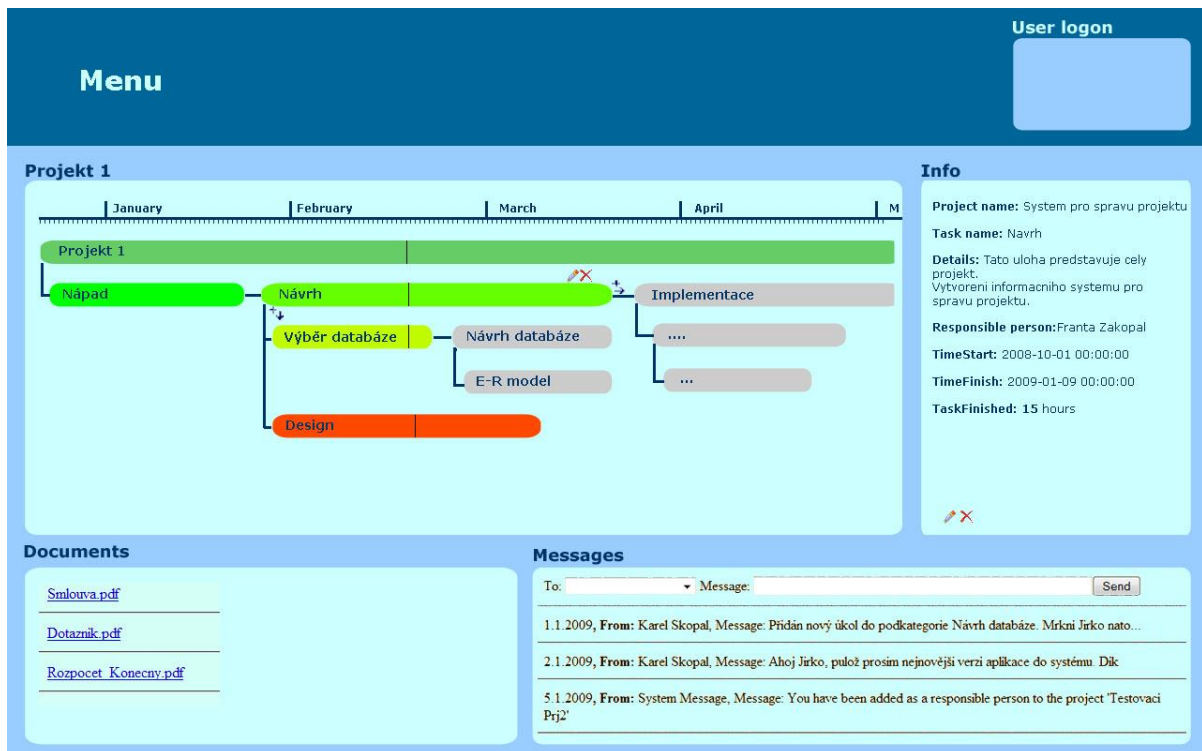 User logon
Menu
Projekt 1
January February March April M
Projekt 1
Nápad Návrh Implementace
Výběr databáze Návrh databáze ....
E-R model ...
Design
Info
Project name: System pro spravu projektu
Task name: Navrh
Details: Tato uloha predstavuje cely
projekt.
Vytvoreni informacniho systemu pro
spravu projektu.
Responsible person:Franta Zakopal
TimeStart: 2008-10-01 00:00:00
TimeFinish: 2009-01-09 00:00:00
TaskFinished: 15 hours
Documents
Smlouva.pdf
Dotaznik.pdf
Rozpocet_Konecny.pdf
Messages
To: Message: Send
1.1.2009, From: Karel Skopal, Message: Přidán nový úkol do podkategorie Návrh databáze. Mrkni Jirko nato...
2.1.2009, From: Karel Skopal, Message: Ahoj Jirko, pulož prosim nejnovější verzi aplikace do systému. Dík
5.1.2009, From: System Message, Message: You have been added as a responsible person to the project 'Testovaci
Prj2'